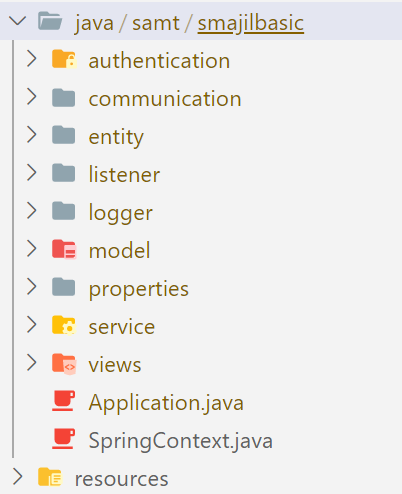 java / samt / smajilbasic
authentication
communication
entity
listener
logger
model
properties
service
views
Application.java
SpringContext.java
resources